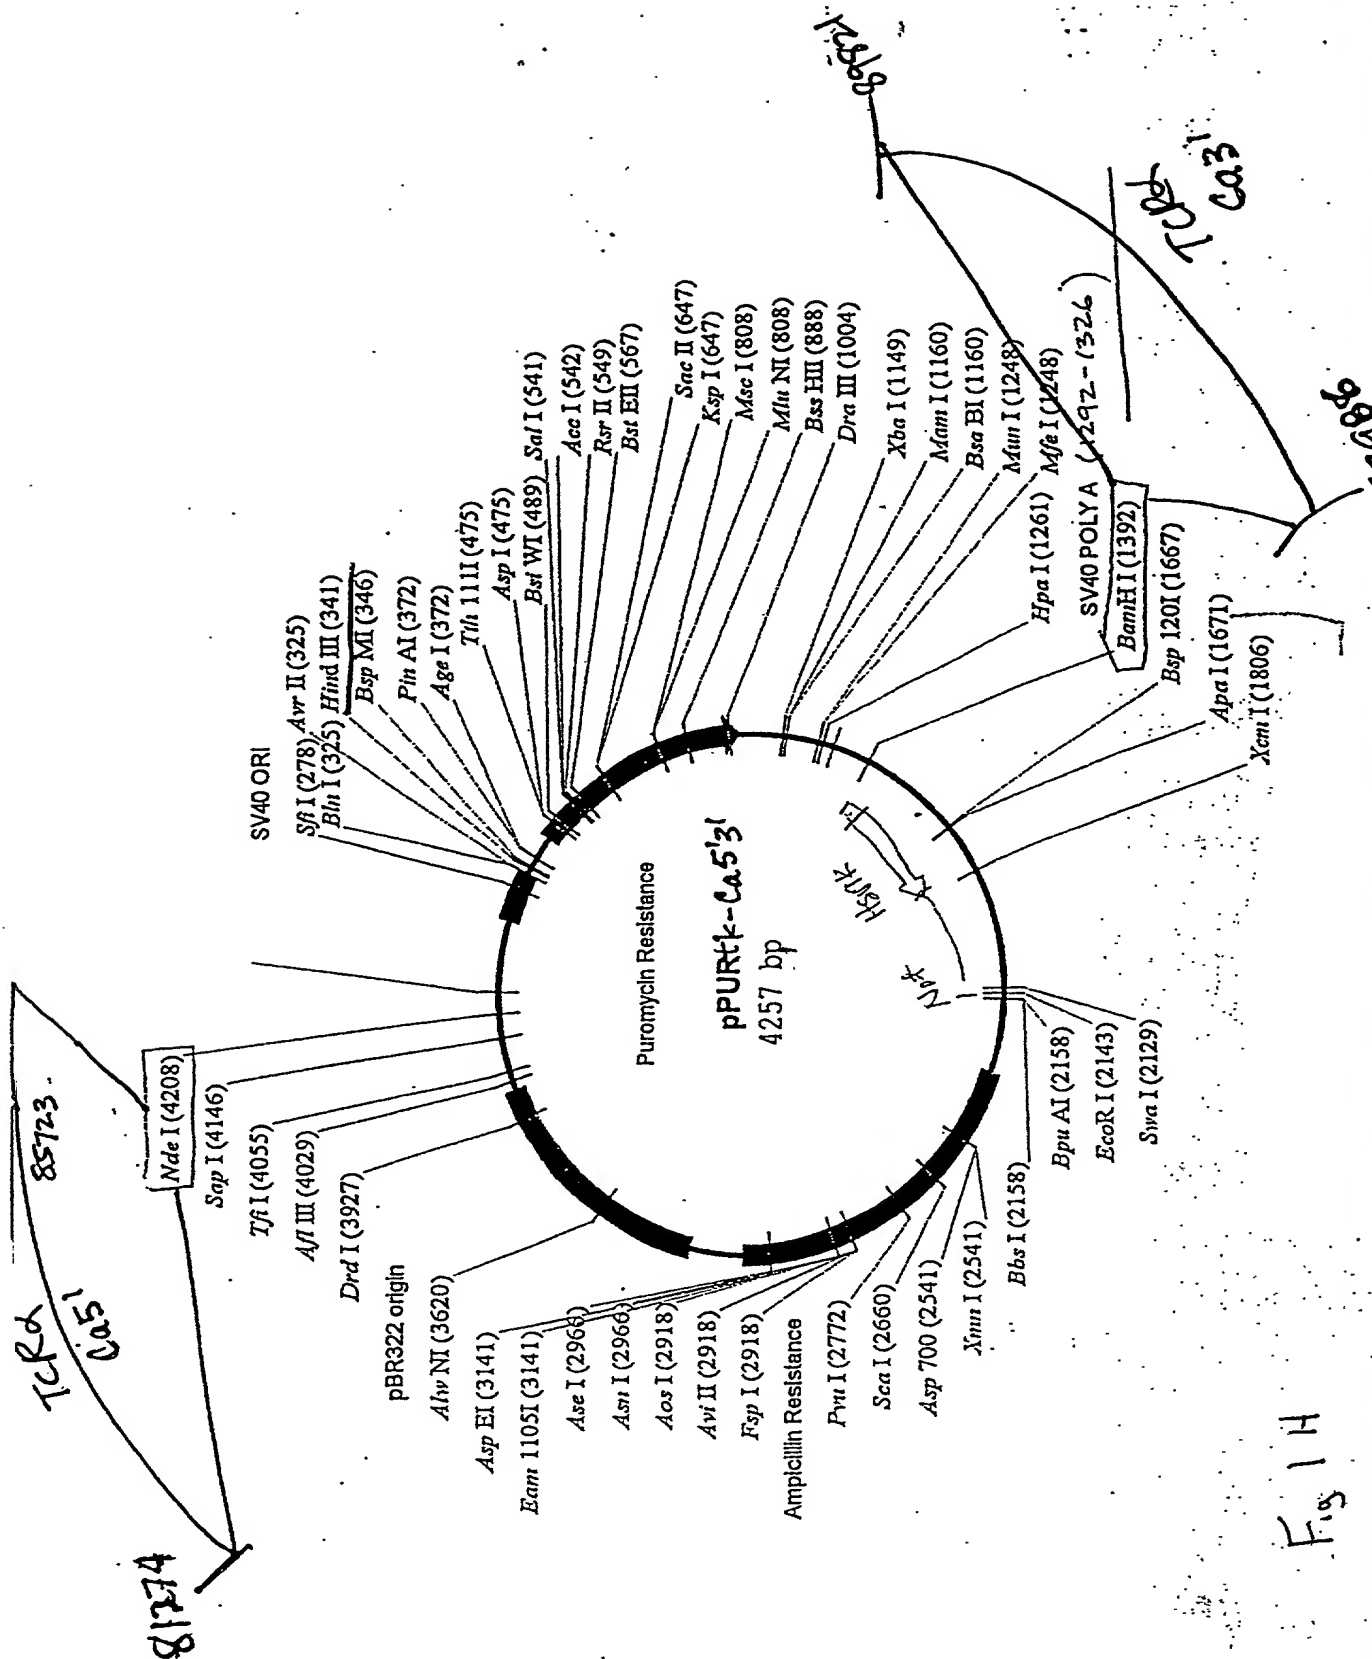 TCRα
Ca5'
81274
85723
Nde I (4208)
Sap I (4146)
Tfi I (4055)
Afl III (4029)
Drd I (3927)
pBR322 origin
Alw NI (3620)
Asp EI (3141)
Eam 1105I (3141)
Ase I (2966)
Asn I (2966)
Aos I (2918)
Avi II (2918)
Fsp I (2918)
Ampicillin Resistance
Pvu I (2772)
Sca I (2660)
Asp 700 (2541)
Xmn I (2541)
Bbs I (2158)
Bpu AI (2158)
EcoR I (2143)
Swa I (2129)
SV40 ORI
Sfi I (278)
Bln I (325)
Avr II (325)
Hind III (341)
Bsp MI (346)
Pin AI (372)
Age I (372)
Tth 111I (475)
Asp I (475)
Bsi WI (489)
Sal I (541)
Acc I (542)
Rsr II (549)
Bst EII (567)
Sac II (647)
Ksp I (647)
Msc I (808)
Mlu NI (808)
Bss HII (888)
Dra III (1004)
Xba I (1149)
Mam I (1160)
Bsa BI (1160)
Mun I (1248)
Mfe I (1248)
Hpa I (1261)
SV40 POLY A (1292-1326)
BamH I (1392)
Bsp 120I (1667)
Apa I (1671)
Xcm I (1806)
Puromycin Resistance
pPURtk-Ca5'3'
4257 bp
HSVTK
Not
TCRα
Ca3'
Fig 1H